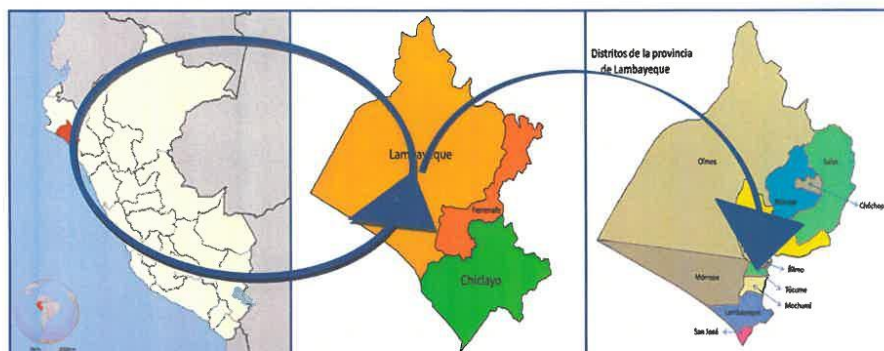 Distritos de la provincia
de Lambayeque
Lambayeque
Ferreñafe
Chiclayo
Olmos
Salas
Motupe
Chóchope
Mórrope
Íllimo
Túcume
Mochumí
Lambayeque
San José